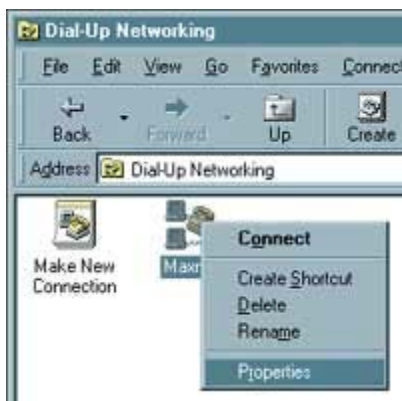 Dial-Up Networking
File Edit View Go Favorites Connect
Back Forward Up Create
Address Dial-Up Networking
Make New
Connection
Connect
Create Shortcut
Delete
Rename
Properties